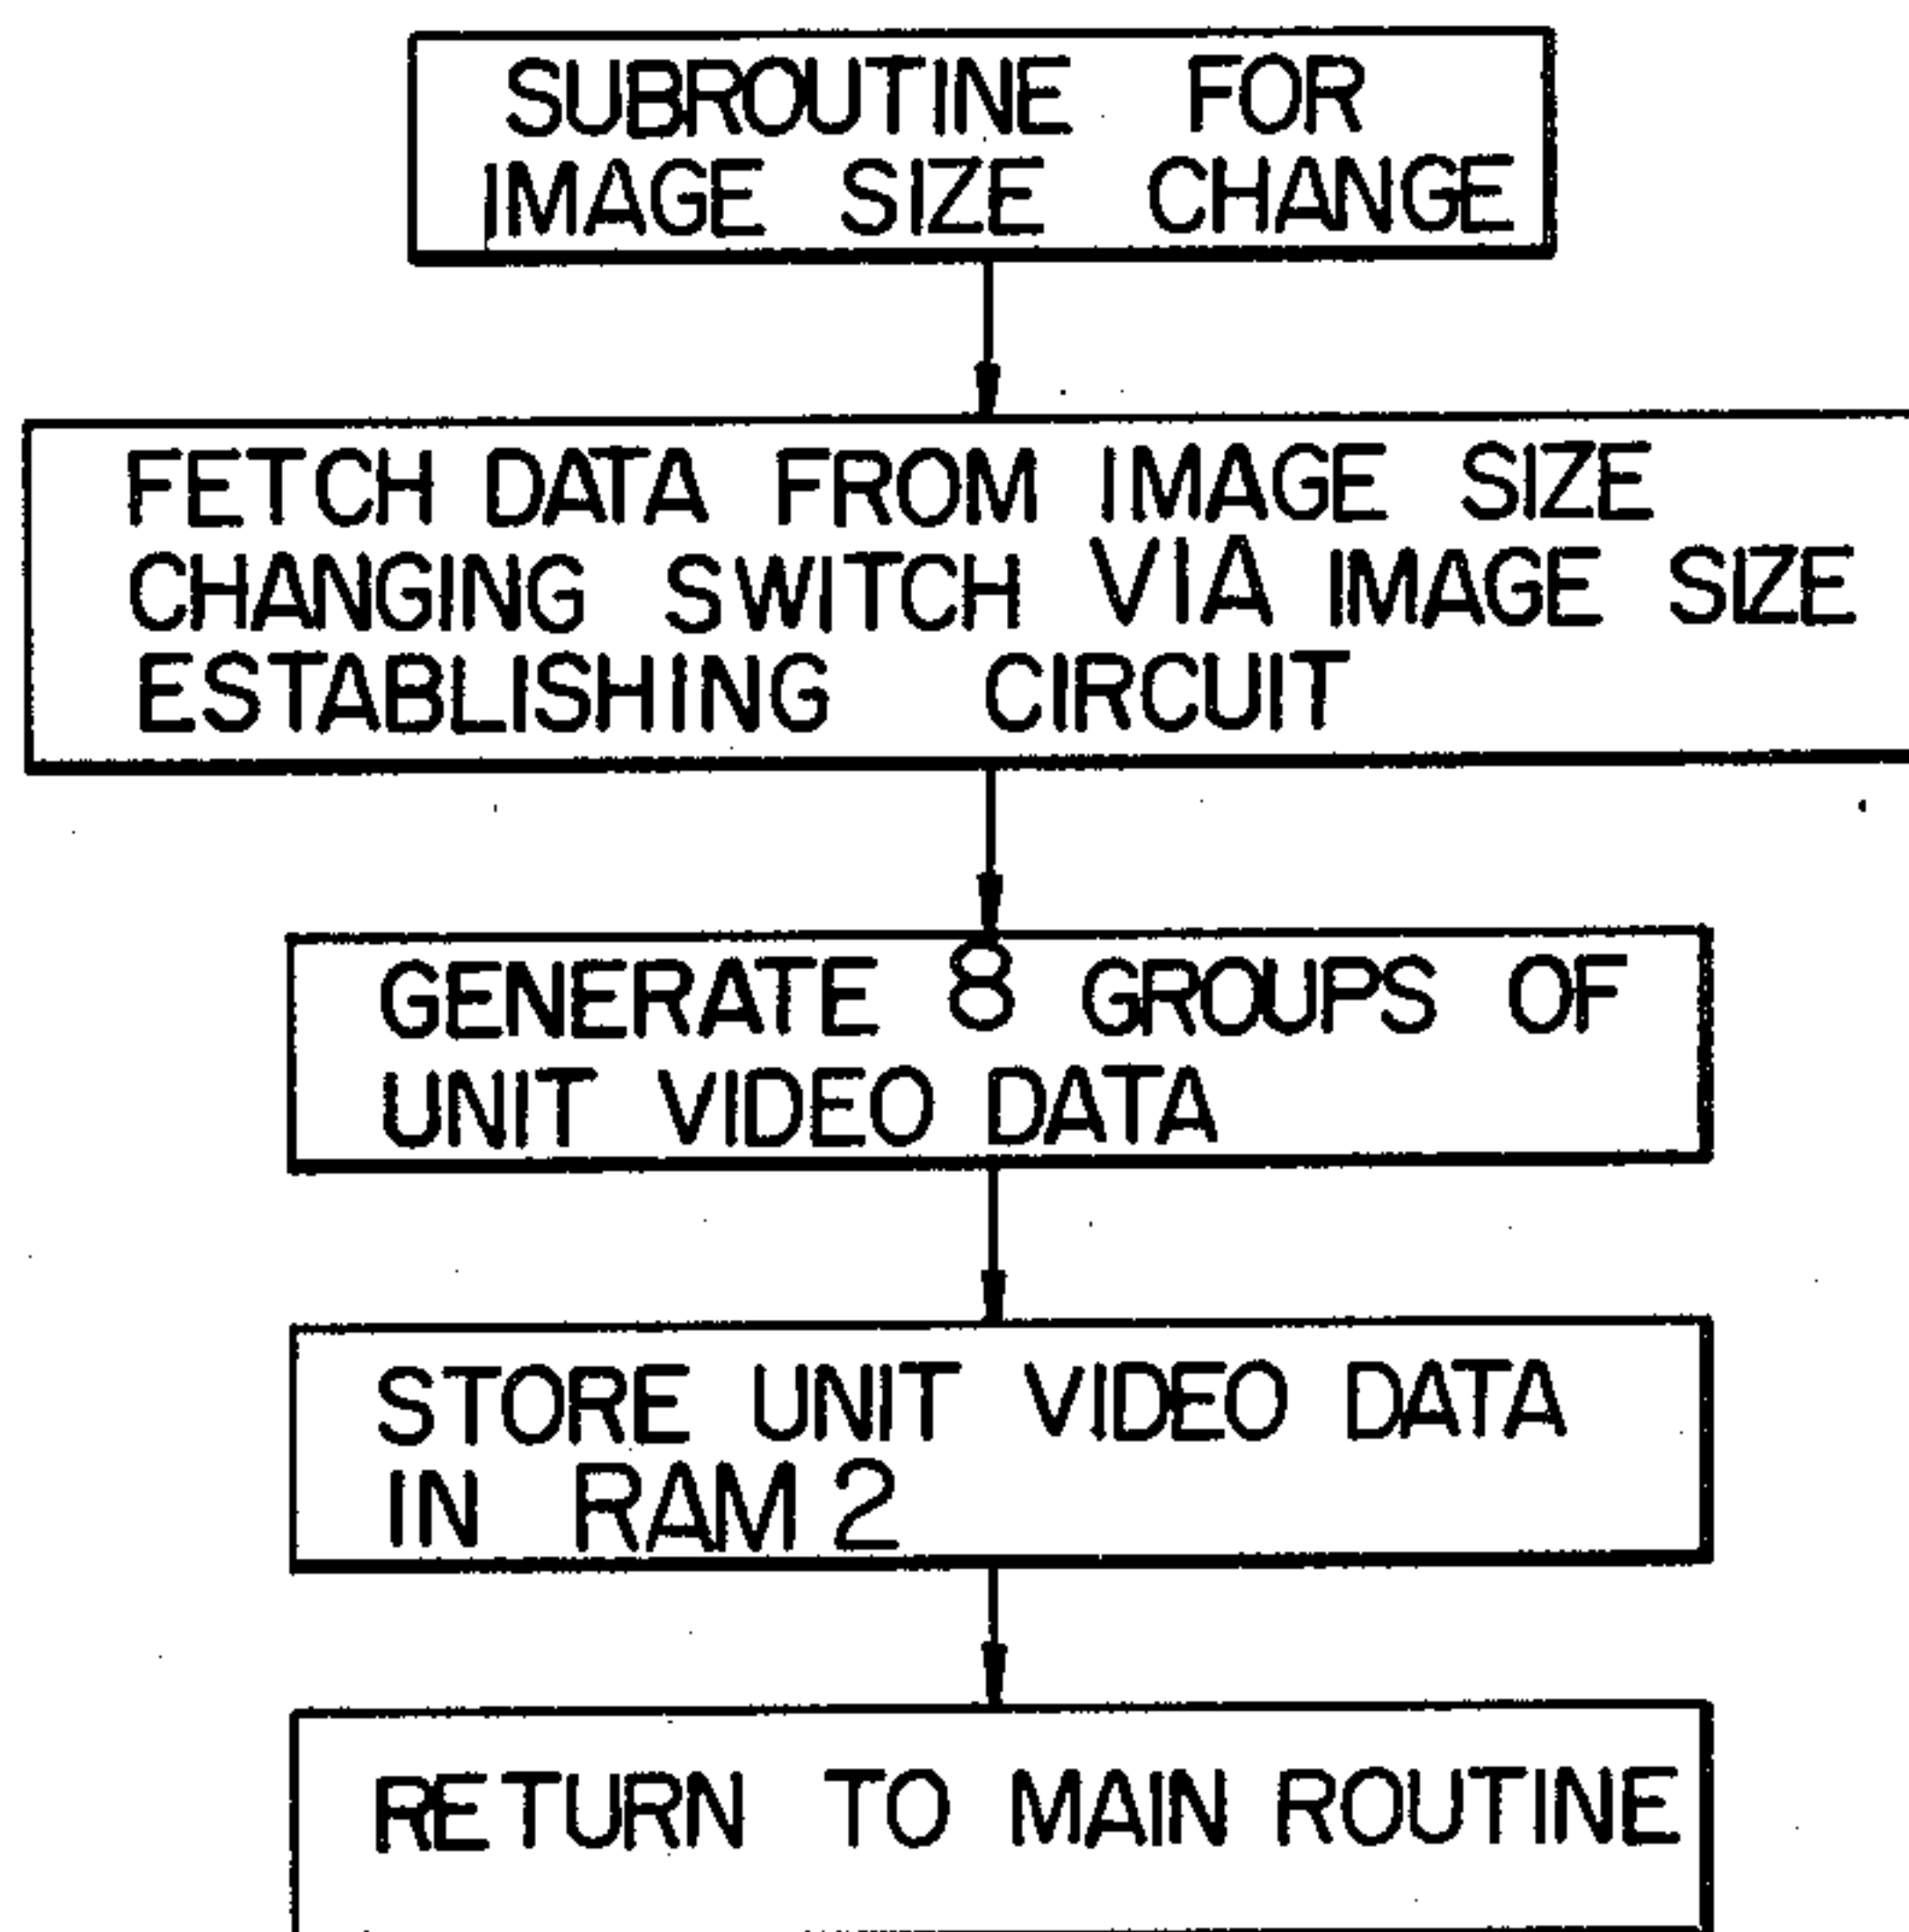 SUBROUTINE FOR
IMAGE SIZE CHANGE
FETCH DATA FROM IMAGE SIZE
CHANGING SWITCH VIA IMAGE SIZE
ESTABLISHING CIRCUIT
GENERATE 8 GROUPS OF
UNIT VIDEO DATA
STORE UNIT VIDEO DATA
IN RAM 2
RETURN TO MAIN ROUTINE